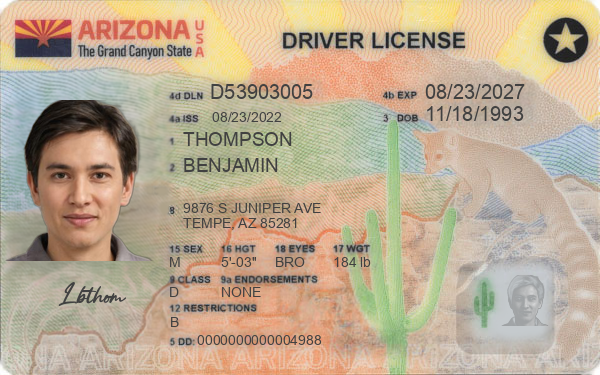 ARIZONA USA
The Grand Canyon State
DRIVER LICENSE
4d DLN D53903005
4b EXP 08/23/2027
4a ISS 08/23/2022
3 DOB 11/18/1993
1 THOMPSON
2 BENJAMIN
8 9876 S JUNIPER AVE
TEMPE, AZ 85281
15 SEX 16 HGT 18 EYES 17 WGT
M 5'-03" BRO 184 lb
9 CLASS 9a ENDORSEMENTS
D NONE
12 RESTRICTIONS
B
5 DD: 0000000000004988
ARIZONA ARIZONA ARIZONA ARIZONA